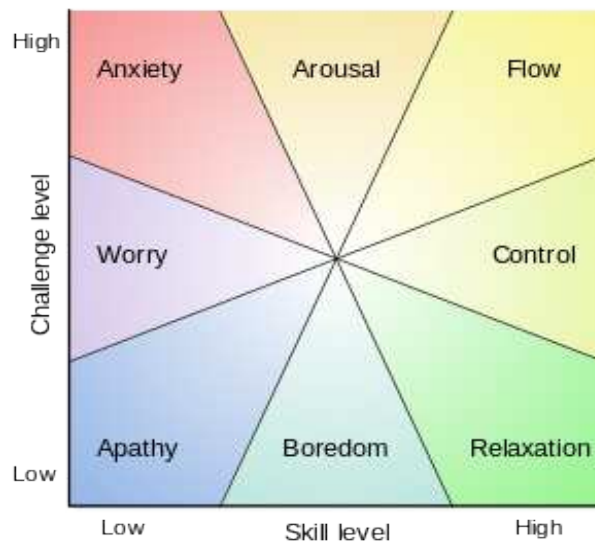 High
Anxiety
Arousal
Flow
Challenge level
Worry
Control
Apathy
Boredom
Relaxation
Low
Low
Skill level
High